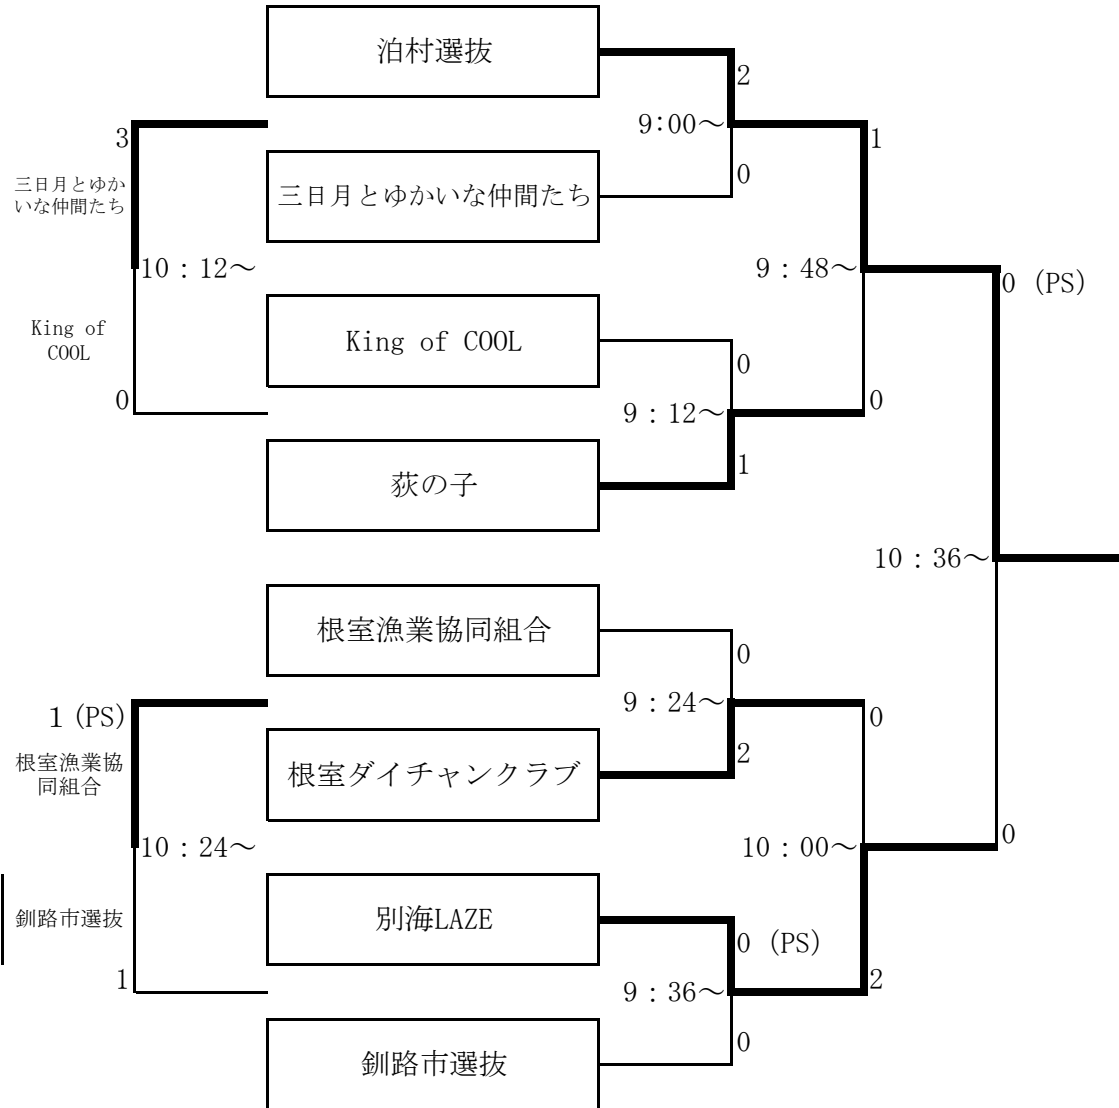 泊村選抜
2
9:00～
3
1
三日月とゆか
いな仲間たち
三日月とゆかいな仲間たち
0
10：12～
9：48～
0 (PS)
King of
COOL
King of COOL
0
0
9：12～
0
荻の子
1
10：36～
根室漁業協同組合
0
9：24～
1 (PS)
0
根室漁業協
同組合
根室ダイチャンクラブ
2
10：24～
10：00～
0
釧路市選抜
別海LAZE
0 (PS)
1
9：36～
2
釧路市選抜
0